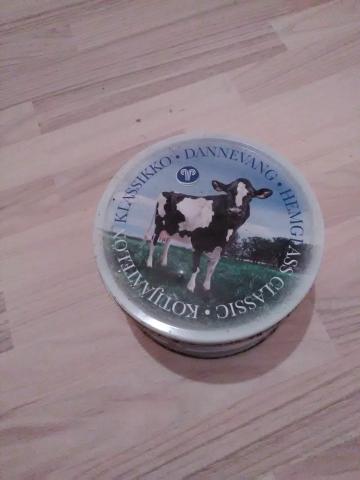 DANNEVANG • HEMGLASS CLASSIC • KOTIJÄÄTELÖN KLASSIKKO •